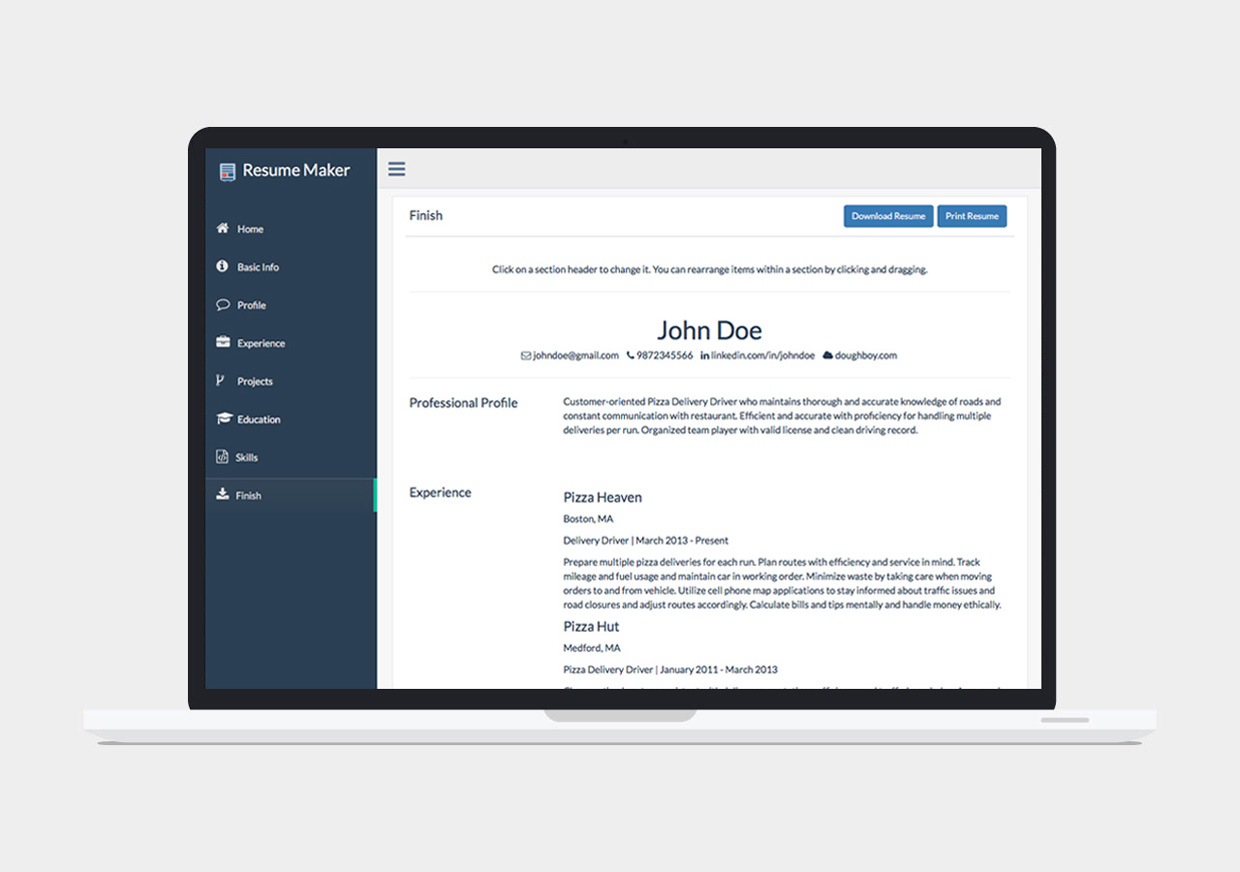 Resume Maker
Home
Basic Info
Profile
Experience
Projects
Education
Skills
Finish
Finish
Download Resume Print Resume
Click on a section header to change it. You can rearrange items within a section by clicking and dragging.
John Doe
johndoe@gmail.com 9872345566 in linkedin.com/in/johndoe doughboy.com
Professional Profile
Customer-oriented Pizza Delivery Driver who maintains thorough and accurate knowledge of roads and
constant communication with restaurant. Efficient and accurate with proficiency for handling multiple
deliveries per run. Organized team player with valid license and clean driving record.
Experience
Pizza Heaven
Boston, MA
Delivery Driver | March 2013 - Present
Prepare multiple pizza deliveries for each run. Plan routes with efficiency and service in mind. Track
mileage and fuel usage and maintain car in working order. Minimize waste by taking care when moving
orders to and from vehicle. Utilize cell phone map applications to stay informed about traffic issues and
road closures and adjust routes accordingly. Calculate bills and tips mentally and handle money ethically.
Pizza Hut
Medford, MA
Pizza Delivery Driver | January 2011 - March 2013